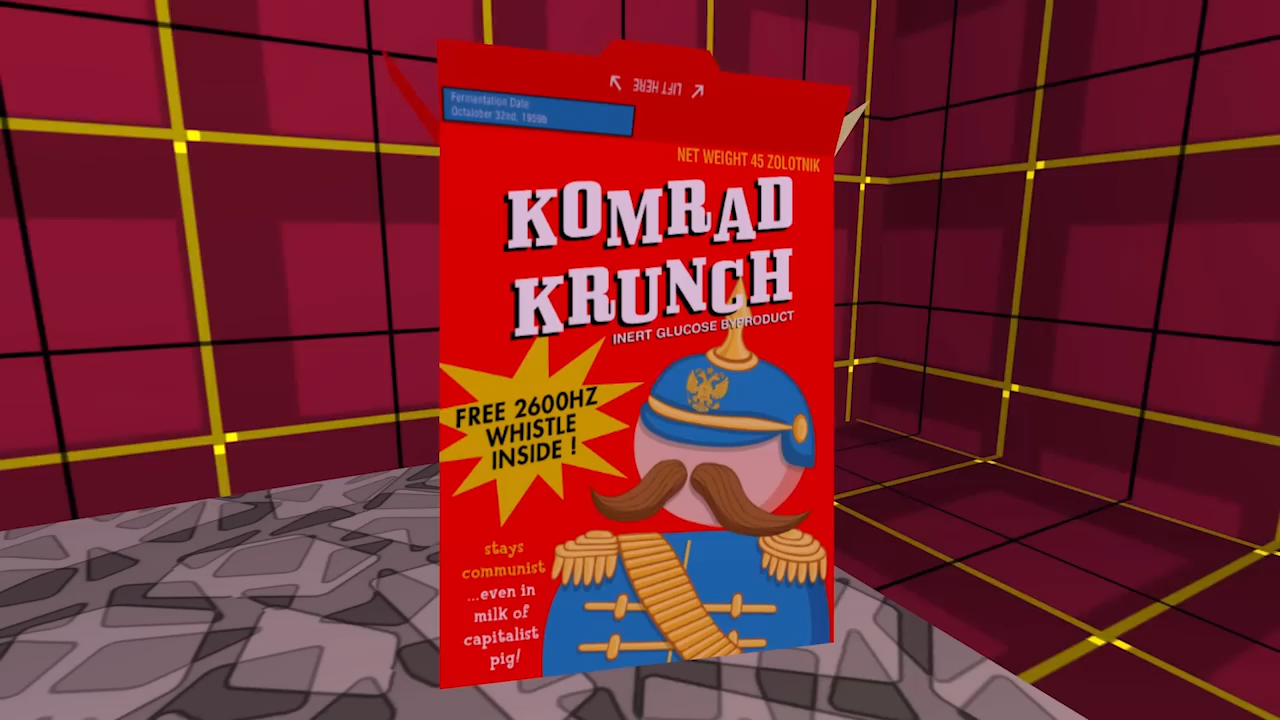 LIFT HERE
Fermentation Date
Octalober 32nd, 1959b
NET WEIGHT 45 ZOLOTNIK
KOMRAD
KRUNCH
INERT GLUCOSE BYPRODUCT
FREE 2600HZ
WHISTLE
INSIDE !
stays
communist
...even in
milk of
capitalist
pig!